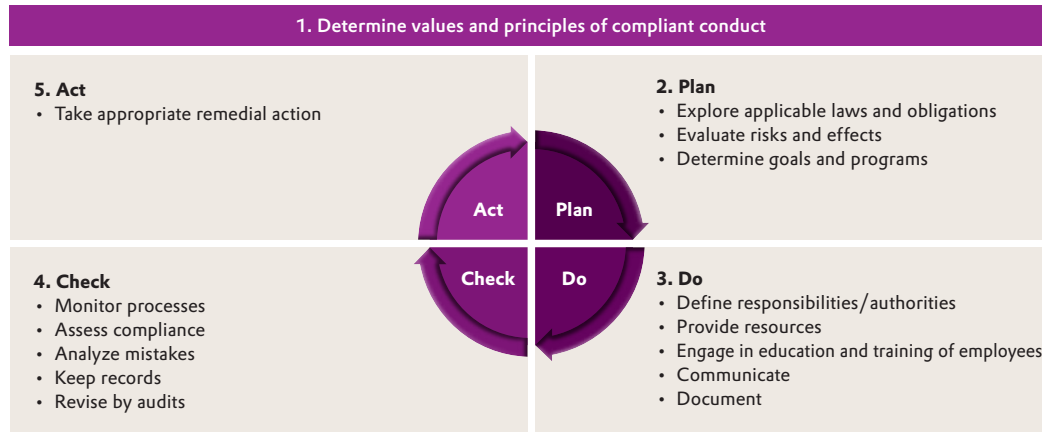 1. Determine values and principles of compliant conduct
5. Act
• Take appropriate remedial action
2. Plan
• Explore applicable laws and obligations
• Evaluate risks and effects
• Determine goals and programs
Act
Plan
Check
Do
4. Check
• Monitor processes
• Assess compliance
• Analyze mistakes
• Keep records
• Revise by audits
3. Do
• Define responsibilities/authorities
• Provide resources
• Engage in education and training of employees
• Communicate
• Document